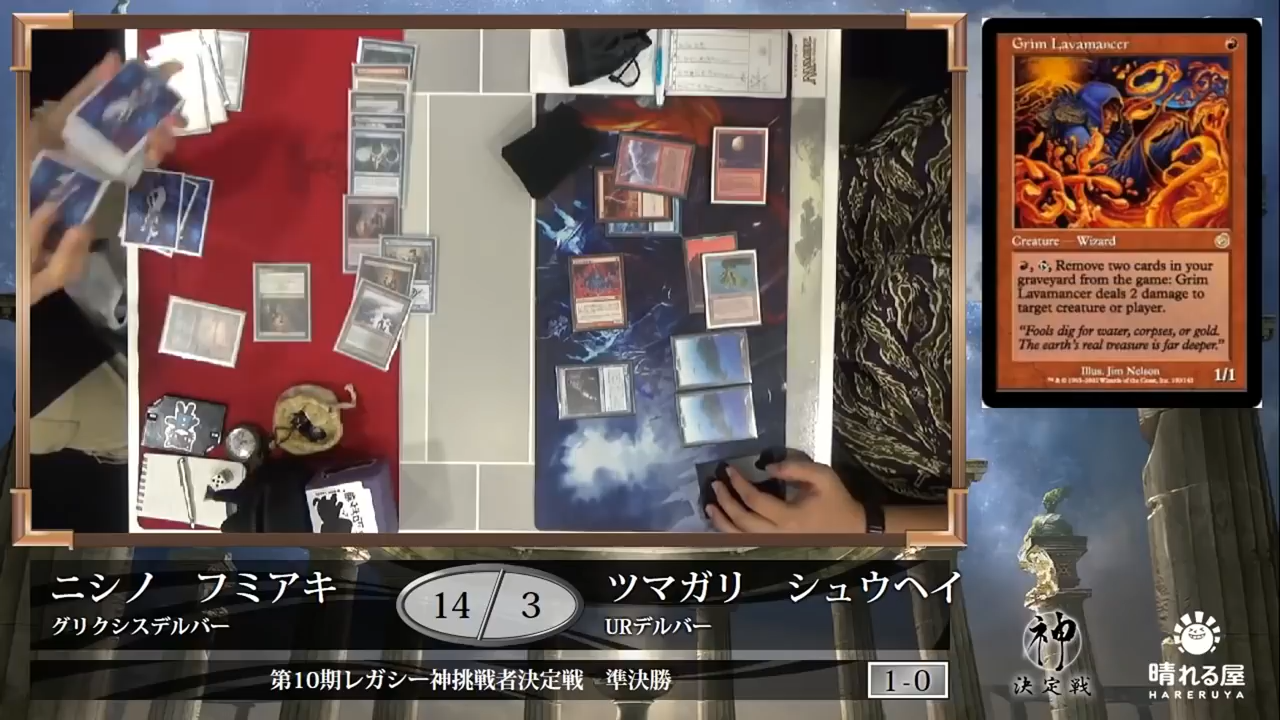 Grim Lavamancer
Creature — Wizard
R, T, Remove two cards in your
graveyard from the game: Grim
Lavamancer deals 2 damage to
target creature or player.
"Fools dig for water, corpses, or gold.
The earth's real treasure is far deeper."
Illus. Jim Nelson
1/1
ニシノ フミアキ
グリクシスデルバー
14 / 3
ツマガリ シュウヘイ
URデルバー
第10期レガシー神挑戦者決定戦 準決勝
1-0
神
決定戦
晴れる屋
HARERUYA